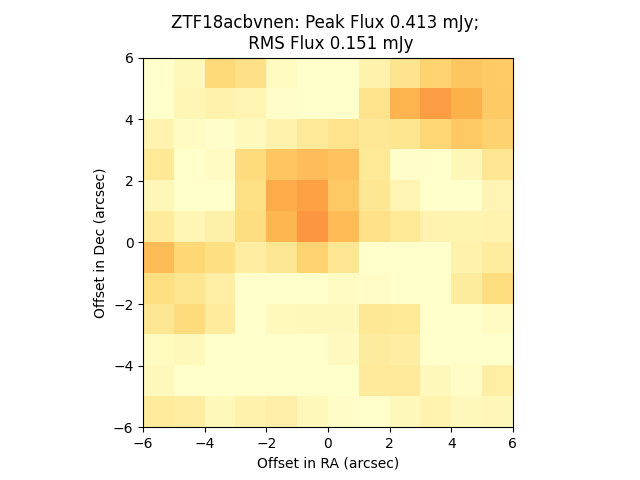 ZTF18acbvnen: Peak Flux 0.413 mJy;
RMS Flux 0.151 mJy
6
4
2
0
−2
−4
−6
Offset in Dec (arcsec)
−6 −4 −2 0 2 4 6
Offset in RA (arcsec)